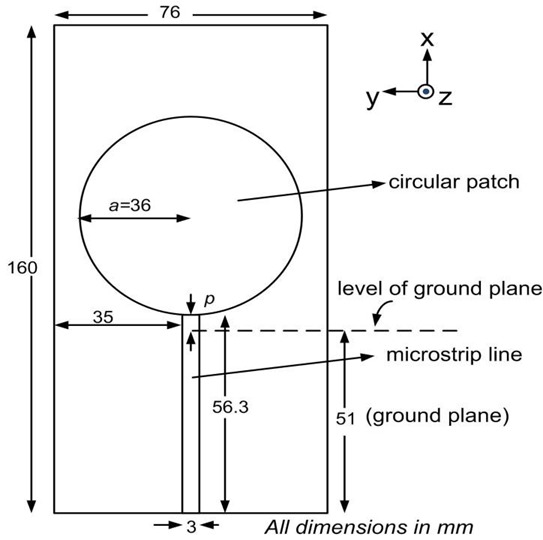 76
x
y
z
a=36
circular patch
160
p
level of ground plane
35
microstrip line
56.3
51 (ground plane)
3
All dimensions in mm